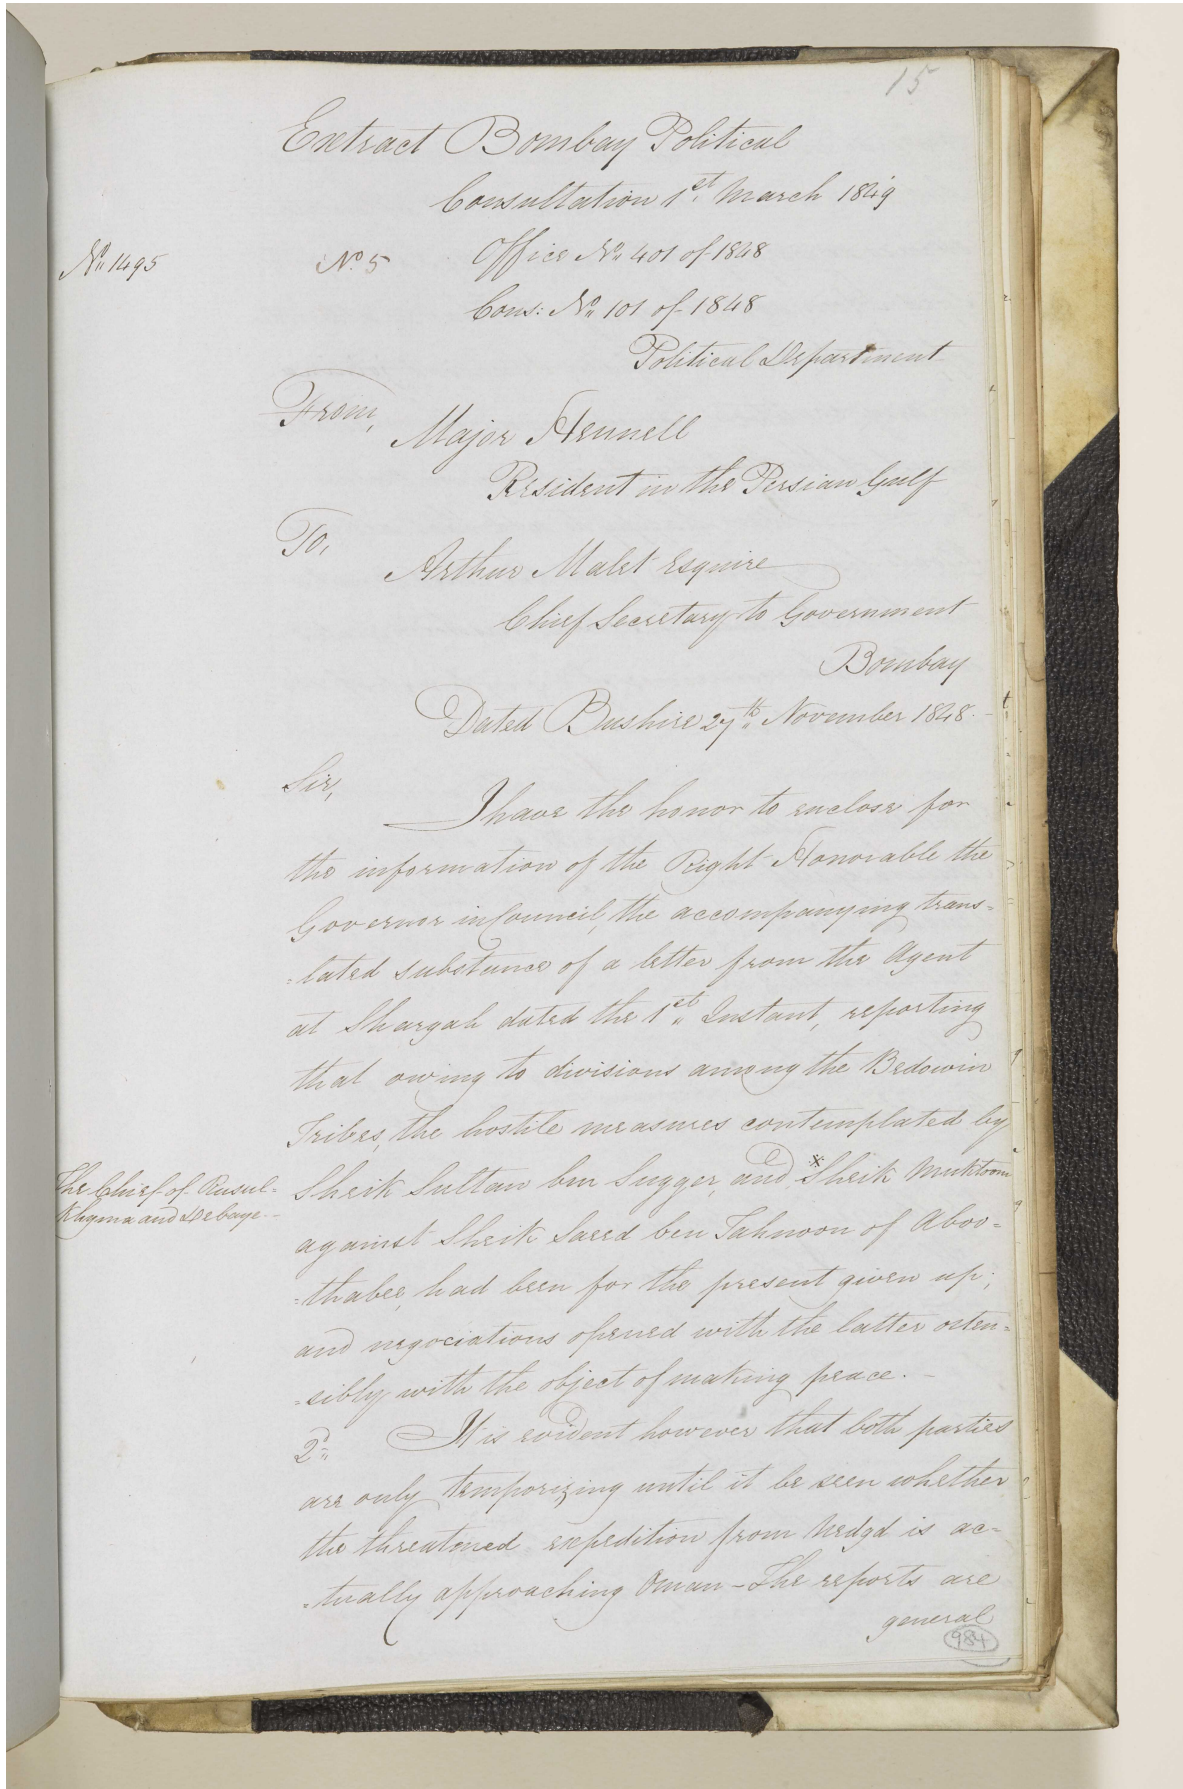 15
Extract Bombay Political
Consultation 1st March 1849
No. 1495
No. 5
Office No. 401 of 1848
Cons: No. 101 of 1848
Political Department
From,
Major Hennell
Resident in the Persian Gulf
To,
Arthur Malet Esquire
Chief Secretary to Government
Bombay
Dated Bushire 27th November 1848.
Sir,
I have the honor to enclose for
the information of the Right Honorable the
Governor in Council, the accompanying trans=
=lated substance of a letter from the Agent
at Shargah dated the 1st Instant, reporting
that owing to divisions among the Bedowin
Tribes, the hostile measures contemplated by
Sheik Sultan bin Sugger, and * Sheik Muktoom
The Chief of Rasul=
Khyma and Debaye.
against Sheik Saeed ben Tahnoon of Aboo=
=thabee, had been for the present given up;
and negociations opened with the latter osten=
=sibly with the object of making peace. -
2d. It is evident however that both parties
are only temporizing until it be seen whether
the threatened expedition from Nedgd is ac=
=tually approaching Oman - The reports are
general
984